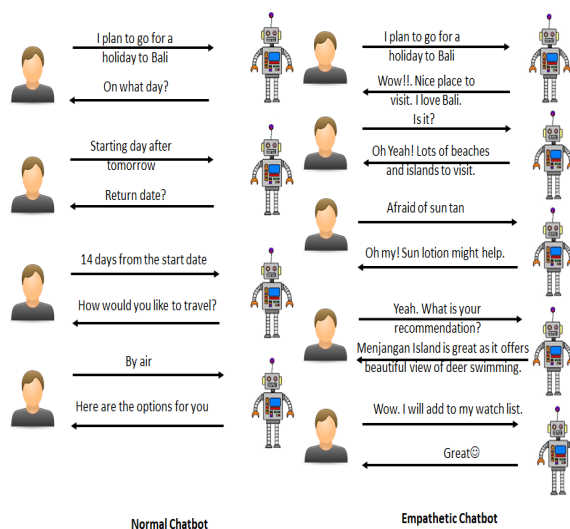 I plan to go for a
holiday to Bali
On what day?
Starting day after
tomorrow
Return date?
14 days from the start date
How would you like to travel?
By air
Here are the options for you
Normal Chatbot
I plan to go for a
holiday to Bali
Wow!!. Nice place to
visit. I love Bali.
Is it?
Oh Yeah! Lots of beaches
and islands to visit.
Afraid of sun tan
Oh my! Sun lotion might help.
Yeah. What is your
recommendation?
Menjangan Island is great as it offers
beautiful view of deer swimming.
Wow. I will add to my watch list.
Great☺
Empathetic Chatbot